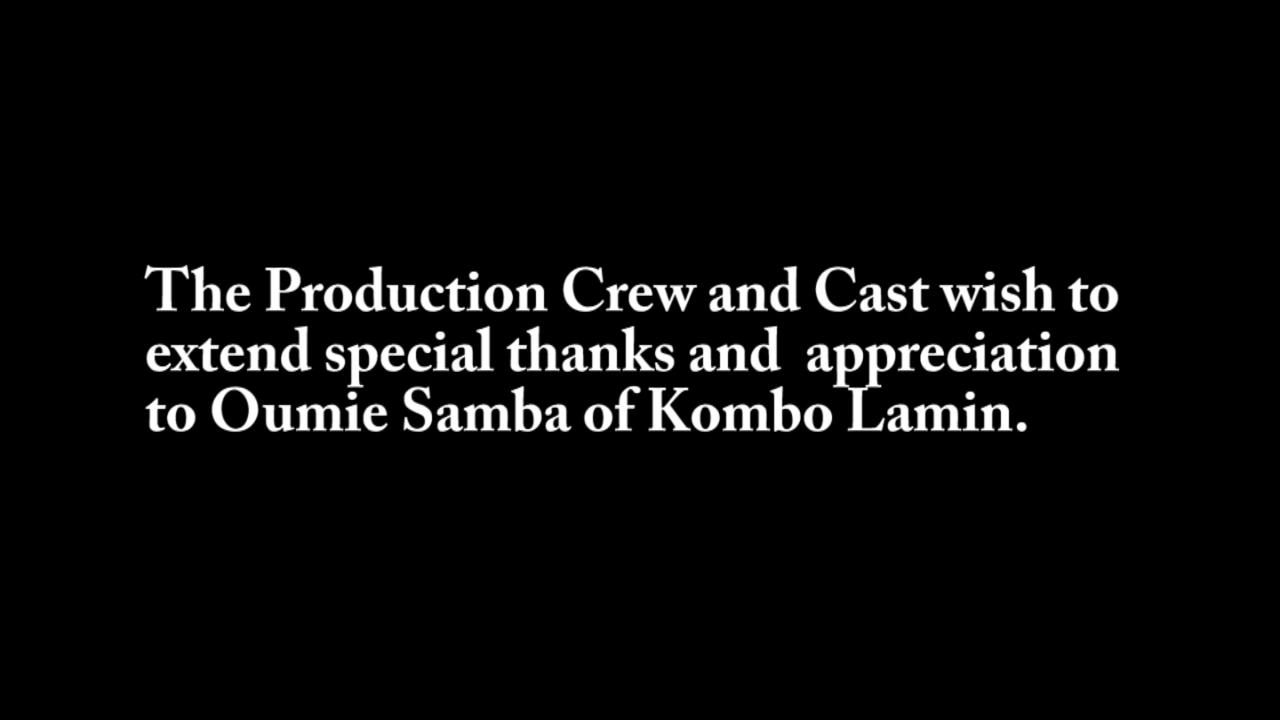 The Production Crew and Cast wish to
extend special thanks and  appreciation
to Oumie Samba of Kombo Lamin.